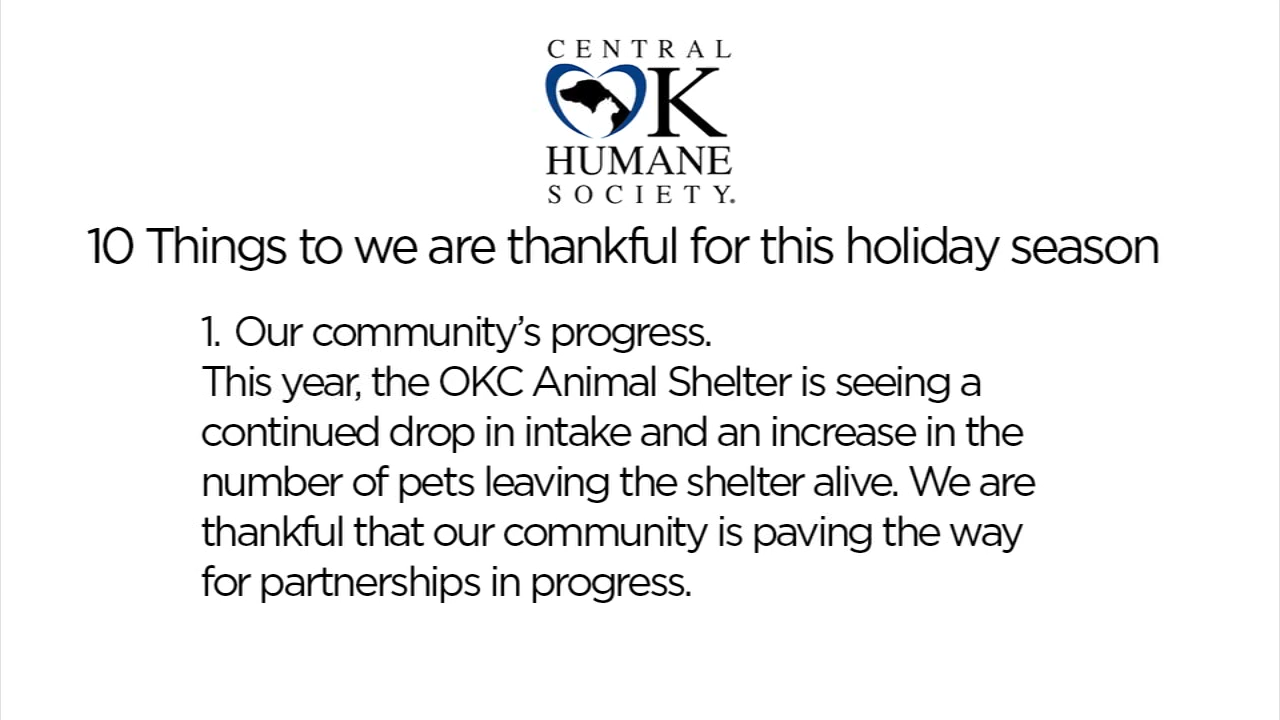 CENTRAL
OK
HUMANE
SOCIETY®
10 Things to we are thankful for this holiday season
1. Our community's progress.
This year, the OKC Animal Shelter is seeing a
continued drop in intake and an increase in the
number of pets leaving the shelter alive. We are
thankful that our community is paving the way
for partnerships in progress.